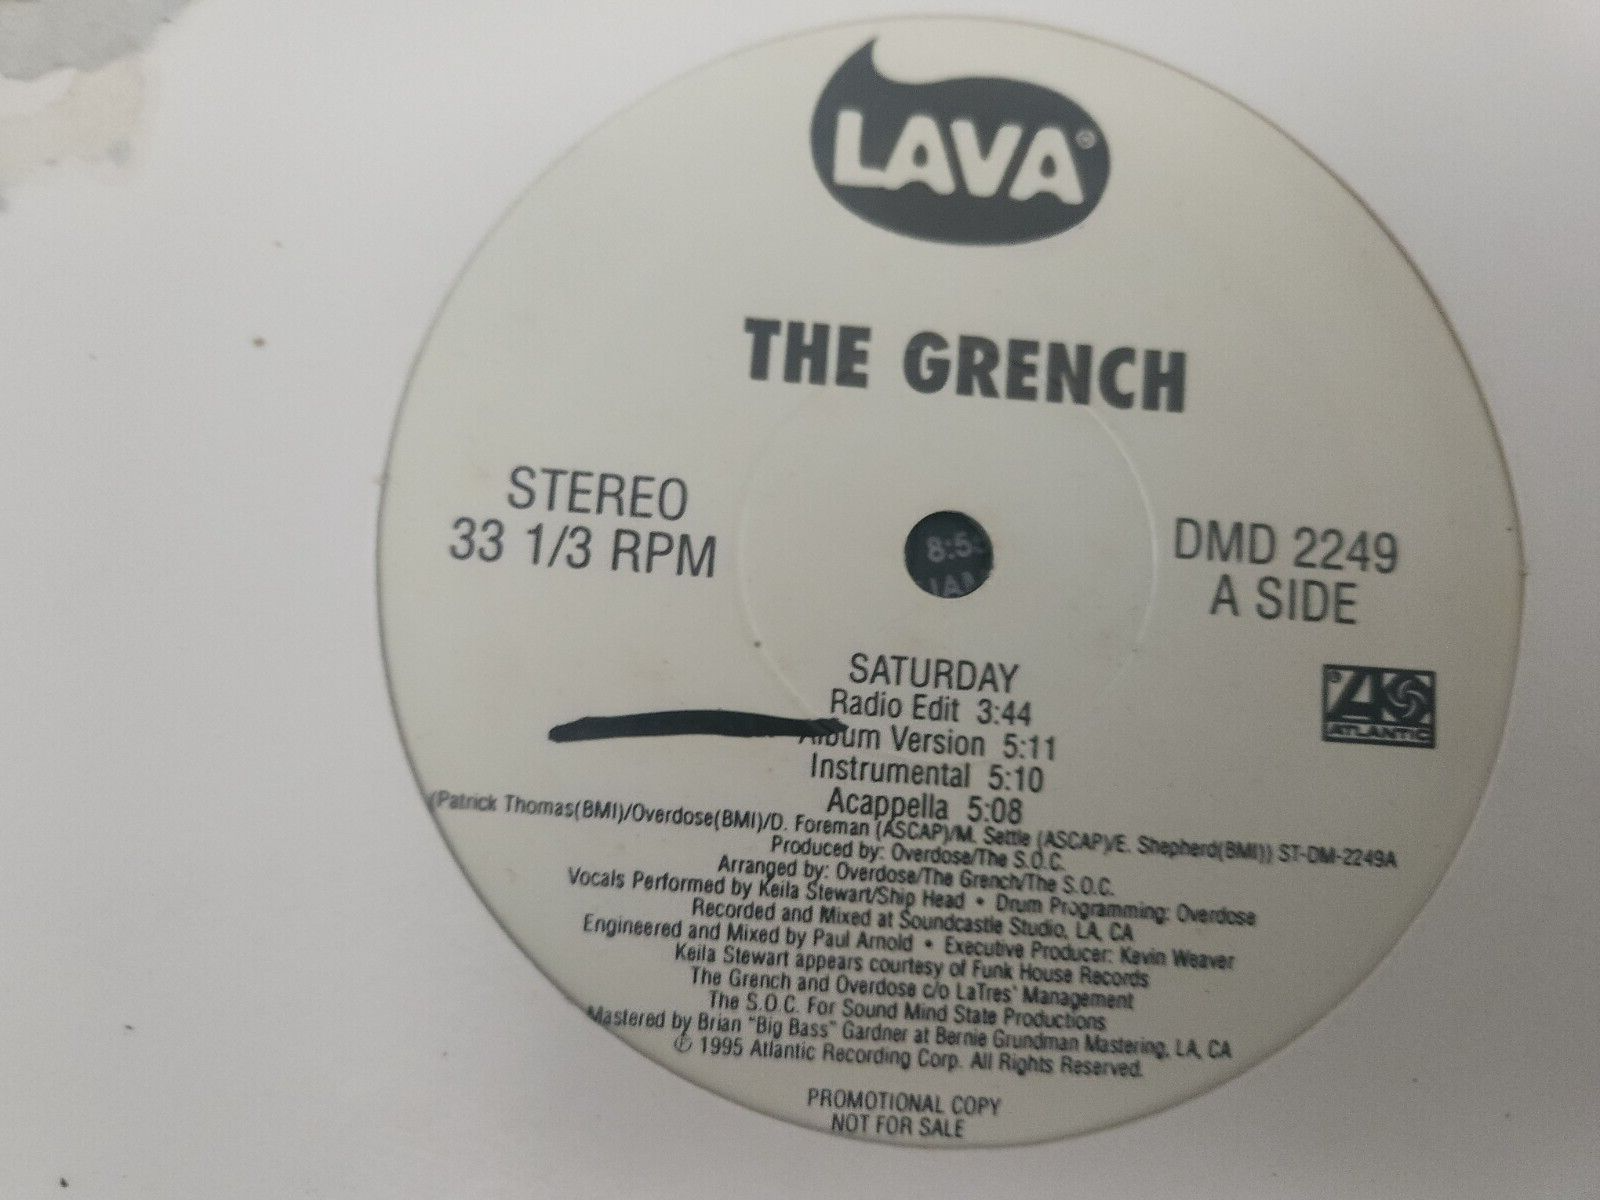 LAVA®
THE GRENCH
STEREO
33 1/3 RPM
DMD 2249
A SIDE
8:5
SATURDAY
Radio Edit 3:44
Album Version 5:11
Instrumental 5:10
Acappella 5:08
ATLANTIC
(Patrick Thomas(BMI)/Overdose(BMI)/D. Foreman (ASCAP)/M. Settle (ASCAP)/E. Shepherd(BMI)) ST-DM-2249A
Produced by: Overdose/The S.O.C.
Arranged by: Overdose/The Grench/The S.O.C.
Vocals Performed by Keila Stewart/Ship Head • Drum Programming: Overdose
Recorded and Mixed at Soundcastle Studio, LA, CA
Engineered and Mixed by Paul Arnold • Executive Producer: Kevin Weaver
Keila Stewart appears courtesy of Funk House Records
The Grench and Overdose c/o LaTres' Management
The S.O.C. For Sound Mind State Productions
Mastered by Brian "Big Bass" Gardner at Bernie Grundman Mastering, LA, CA
℗ 1995 Atlantic Recording Corp. All Rights Reserved.
PROMOTIONAL COPY
NOT FOR SALE